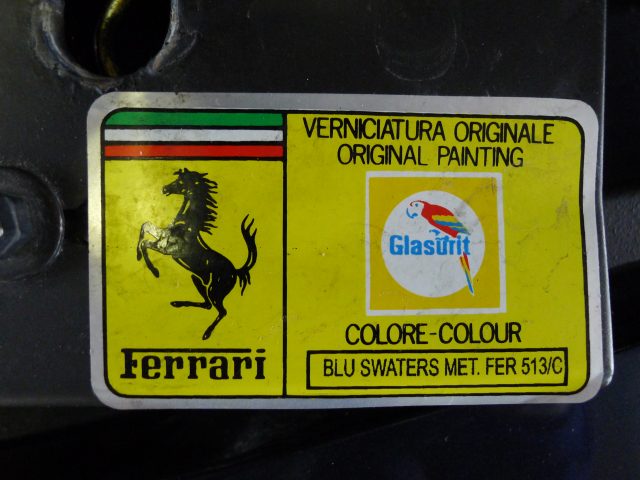 VERNICIATURA ORIGINALE
ORIGINAL PAINTING
Glasurit
Ferrari
COLORE-COLOUR
BLU SWATERS MET. FER 513/C